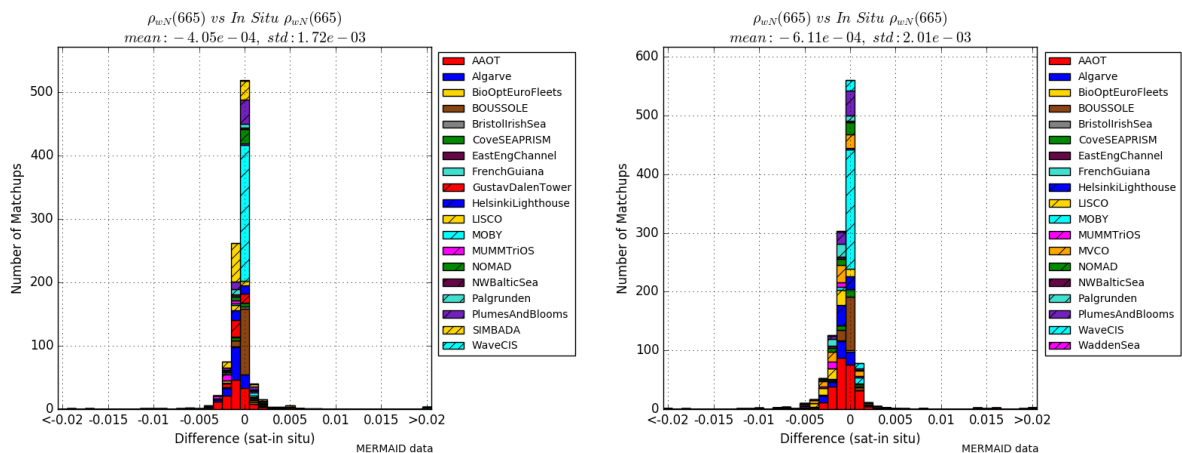 ρ_wN(665) vs In Situ ρ_wN(665)
mean: −4.05e−04, std: 1.72e−03
500
400
300
200
100
0
Number of Matchups
<-0.02 -0.015 -0.01 -0.005 0 0.005 0.01 0.015 >0.02
Difference (sat-in situ)
MERMAID data
AAOT
Algarve
BioOptEuroFleets
BOUSSOLE
BristolIrishSea
CoveSEAPRISM
EastEngChannel
FrenchGuiana
GustavDalenTower
HelsinkiLighthouse
LISCO
MOBY
MUMMTriOS
NOMAD
NWBalticSea
Palgrunden
PlumesAndBlooms
SIMBADA
WaveCIS
ρ_wN(665) vs In Situ ρ_wN(665)
mean: −6.11e−04, std: 2.01e−03
600
500
400
300
200
100
0
Number of Matchups
<-0.02 -0.015 -0.01 -0.005 0 0.005 0.01 0.015 >0.02
Difference (sat-in situ)
MERMAID data
AAOT
Algarve
BioOptEuroFleets
BOUSSOLE
BristolIrishSea
CoveSEAPRISM
EastEngChannel
FrenchGuiana
HelsinkiLighthouse
LISCO
MOBY
MUMMTriOS
MVCO
NOMAD
NWBalticSea
Palgrunden
PlumesAndBlooms
WaveCIS
WaddenSea